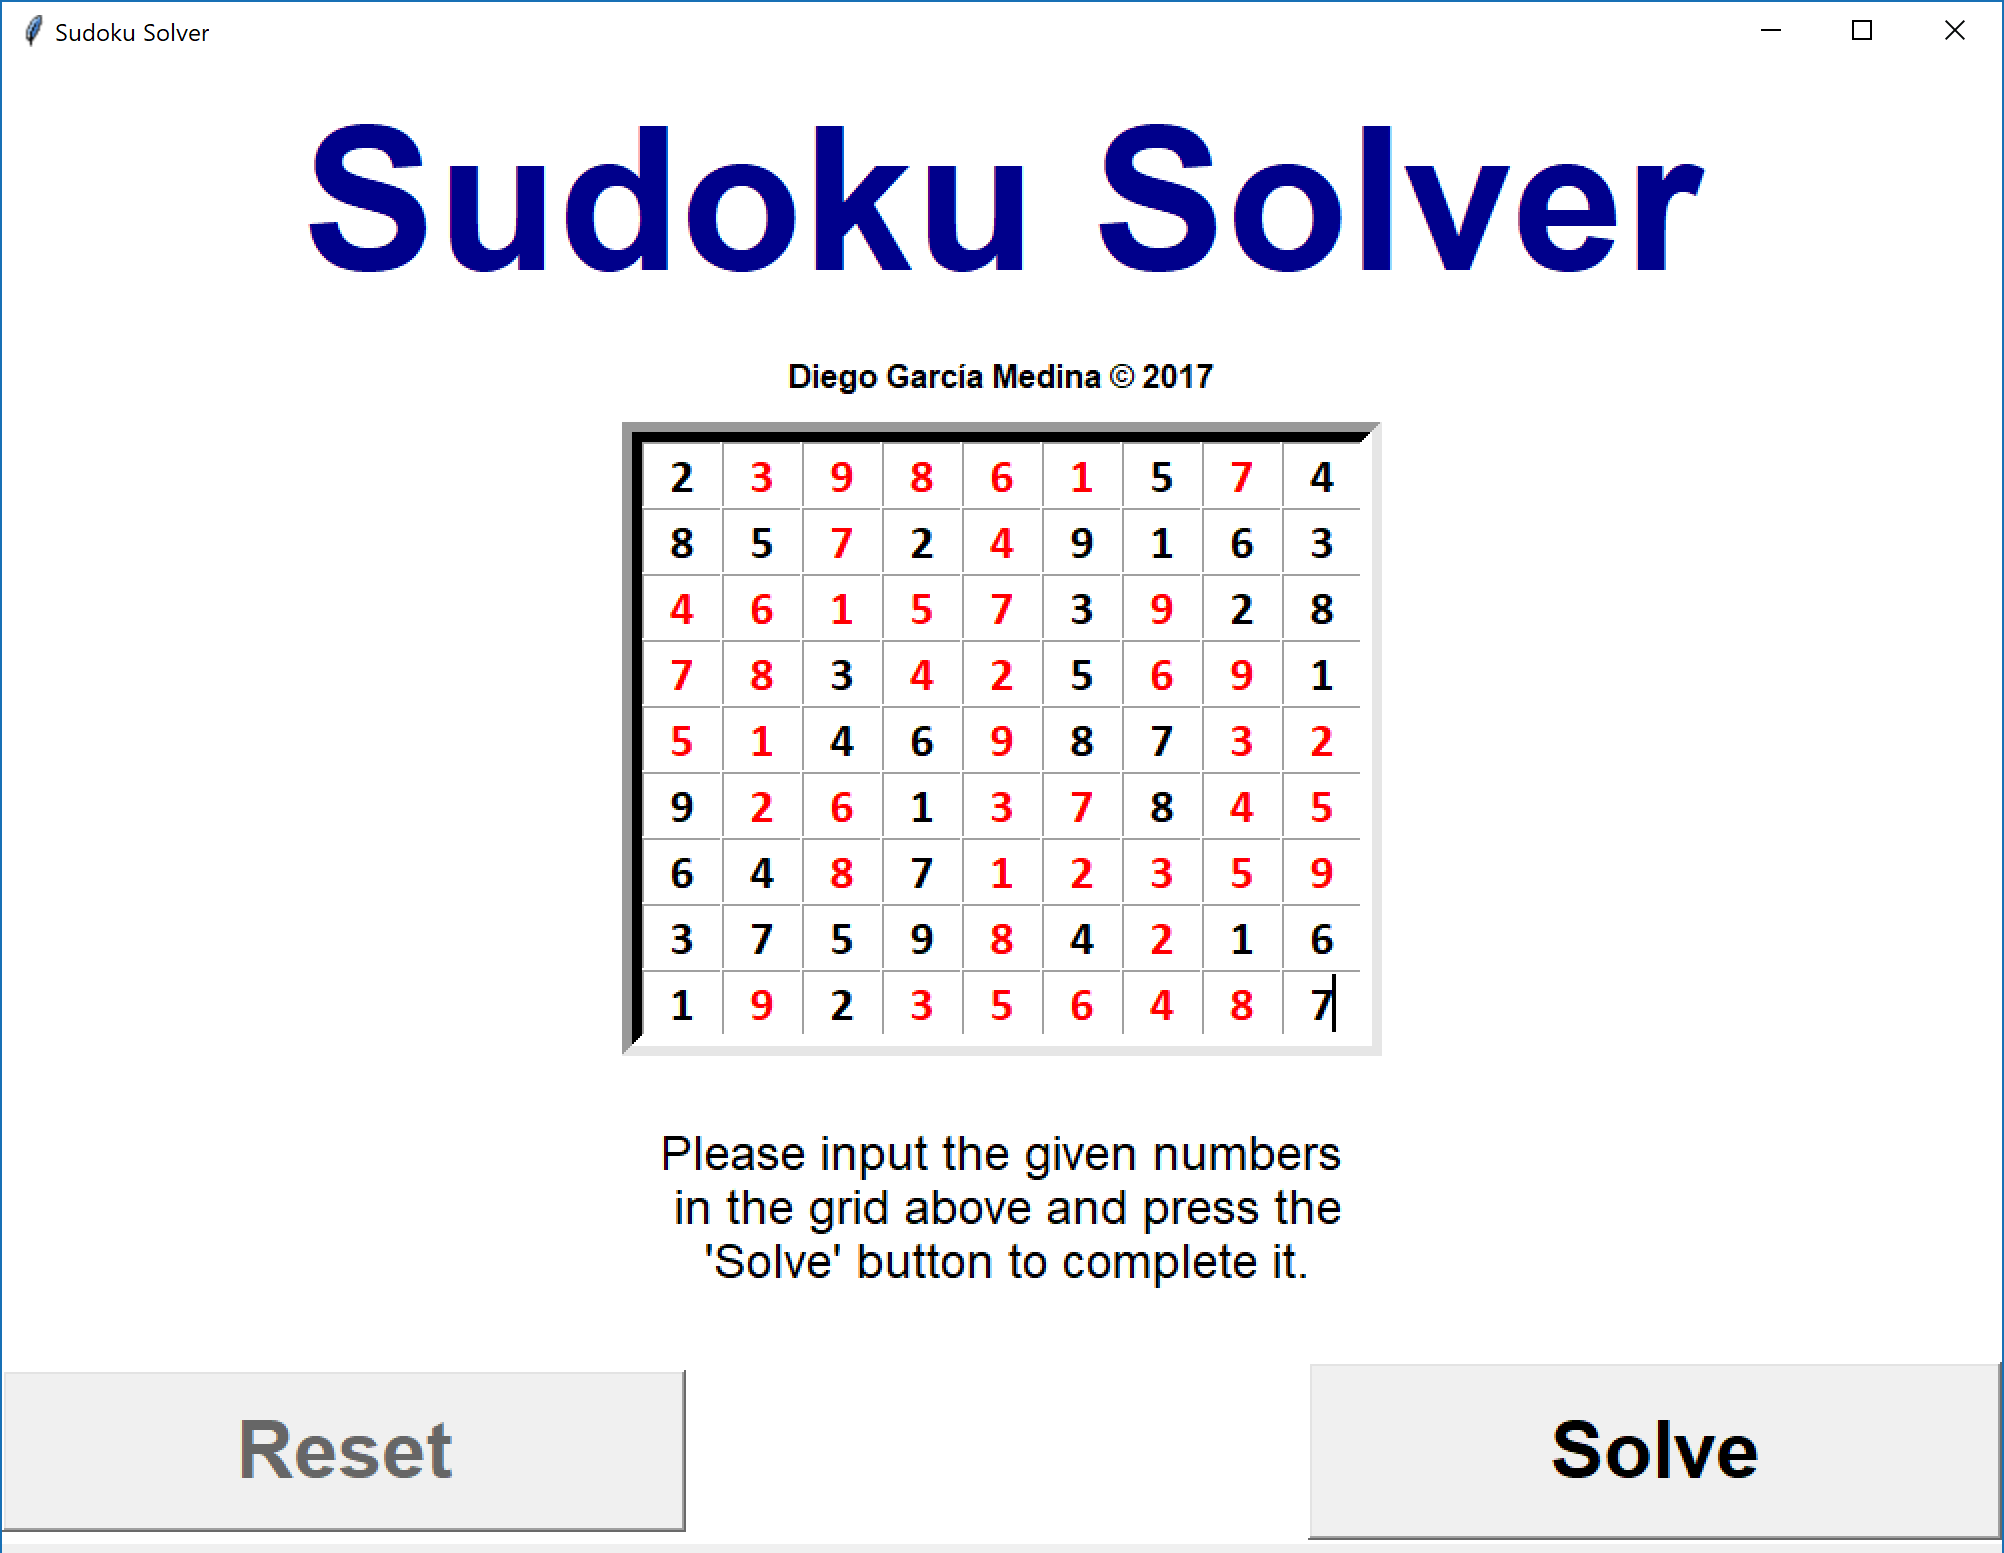 Sudoku Solver
Sudoku Solver
Diego García Medina © 2017
2 3 9 8 6 1 5 7 4
8 5 7 2 4 9 1 6 3
4 6 1 5 7 3 9 2 8
7 8 3 4 2 5 6 9 1
5 1 4 6 9 8 7 3 2
9 2 6 1 3 7 8 4 5
6 4 8 7 1 2 3 5 9
3 7 5 9 8 4 2 1 6
1 9 2 3 5 6 4 8 7
Please input the given numbers
in the grid above and press the
'Solve' button to complete it.
Reset
Solve